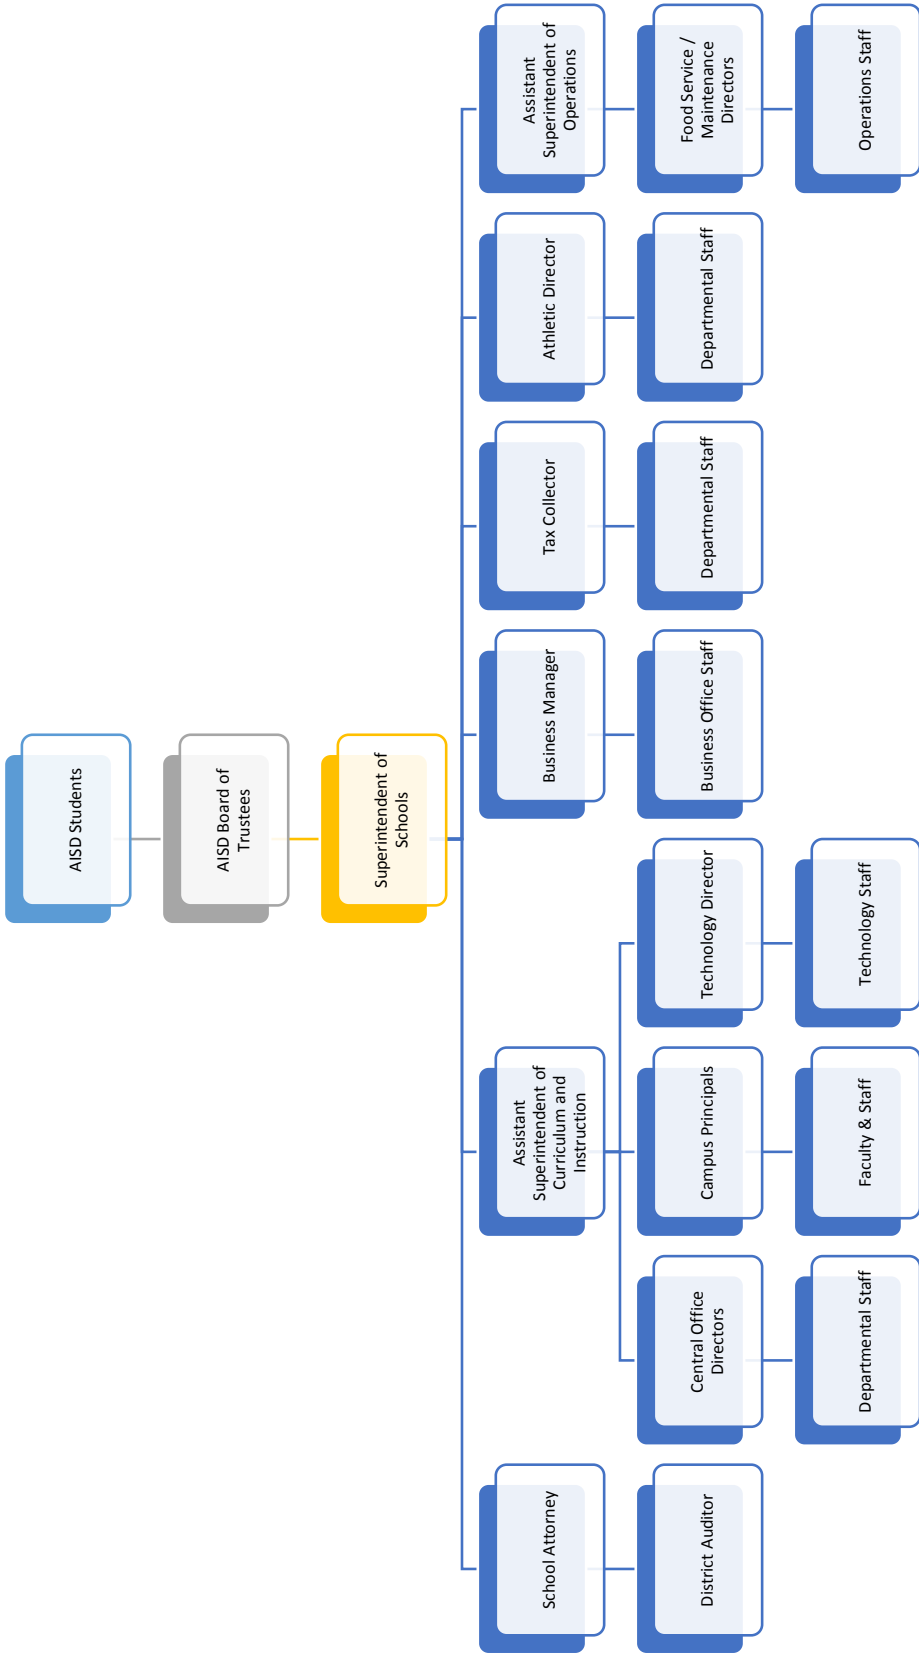 AISD Students
AISD Board of
Trustees
Superintendent of
Schools
School Attorney
Assistant
Superintendent of
Curriculum and
Instruction
Business Manager
Tax Collector
Athletic Director
Assistant
Superintendent of
Operations
District Auditor
Central Office
Directors
Campus Principals
Technology Director
Business Office Staff
Departmental Staff
Departmental Staff
Food Service /
Maintenance
Directors
Departmental Staff
Faculty & Staff
Technology Staff
Operations Staff